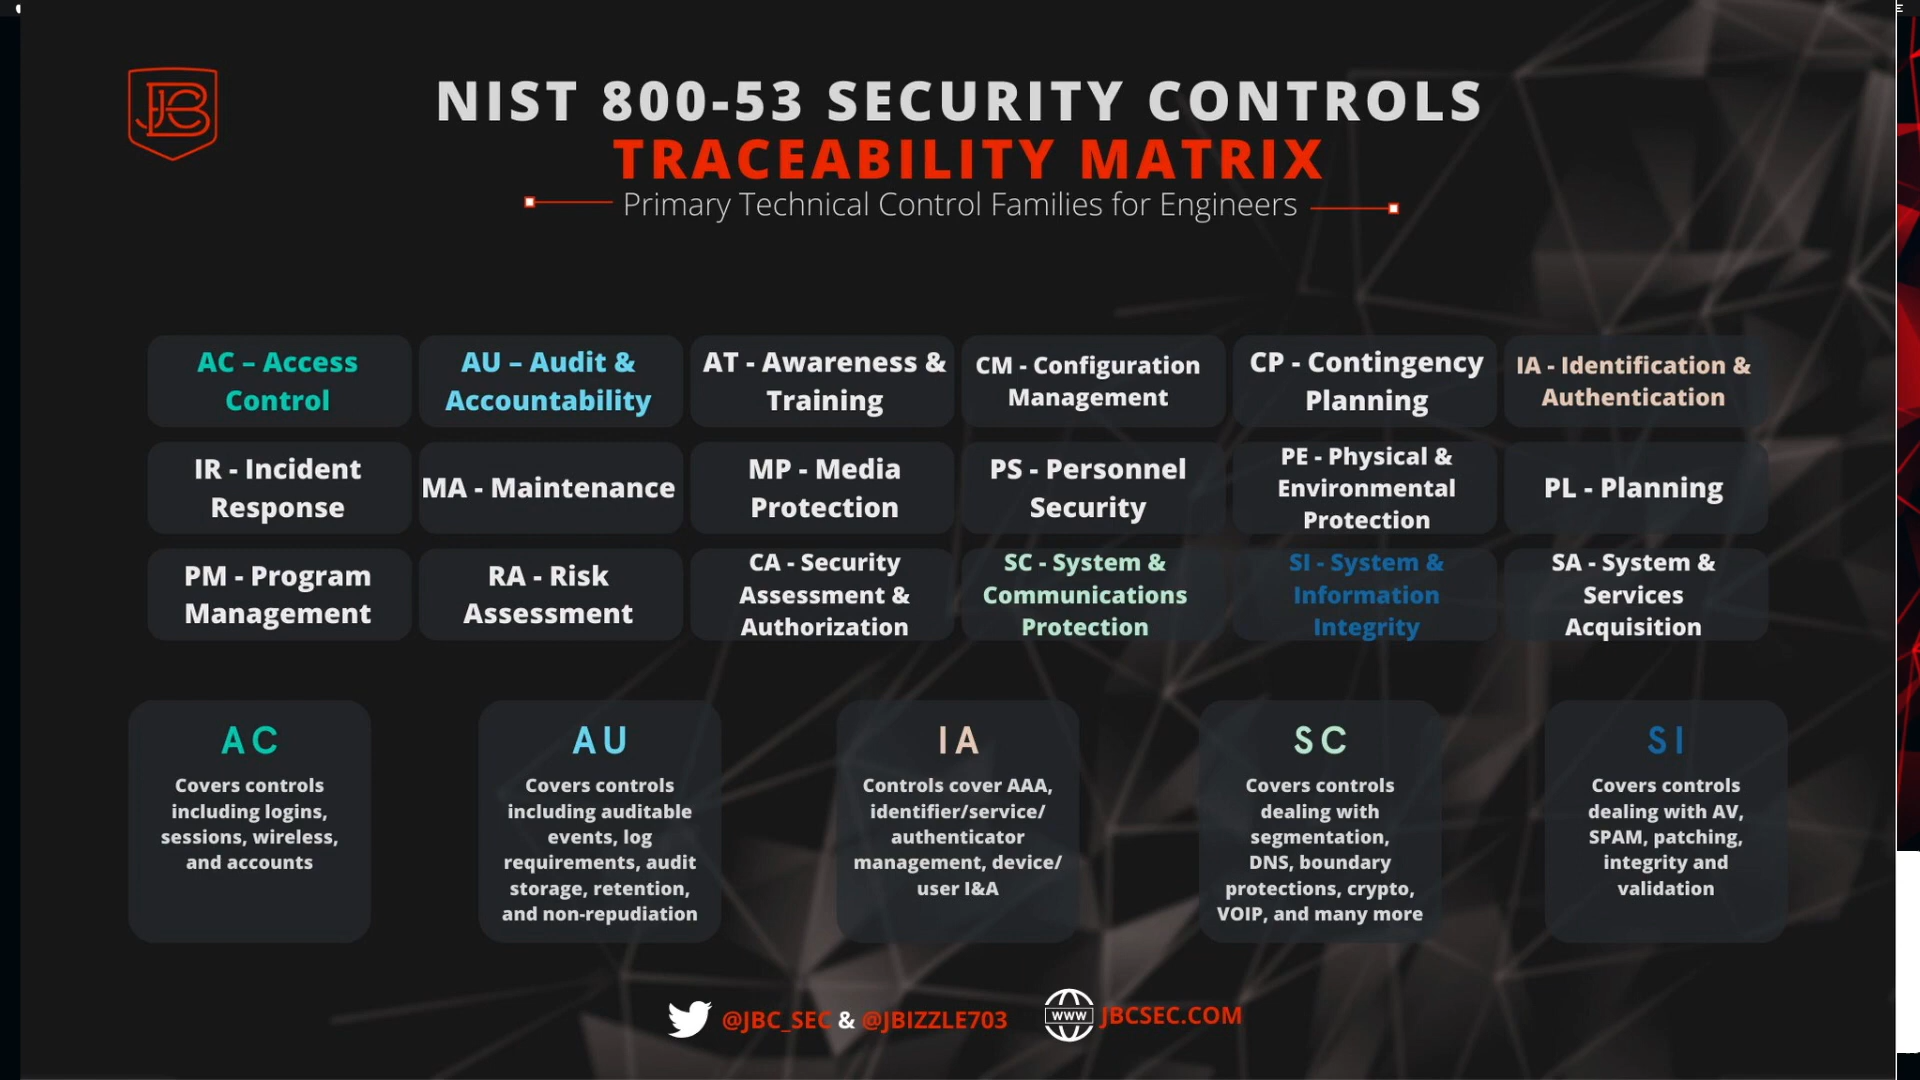 JBC
NIST 800-53 SECURITY CONTROLS
TRACEABILITY MATRIX
Primary Technical Control Families for Engineers
AC – Access
Control
AU – Audit &
Accountability
AT - Awareness &
Training
CM - Configuration
Management
CP - Contingency
Planning
IA - Identification &
Authentication
IR - Incident
Response
MA - Maintenance
MP - Media
Protection
PS - Personnel
Security
PE - Physical &
Environmental
Protection
PL - Planning
PM - Program
Management
RA - Risk
Assessment
CA - Security
Assessment &
Authorization
SC - System &
Communications
Protection
SI - System &
Information
Integrity
SA - System &
Services
Acquisition
AC
Covers controls
including logins,
sessions, wireless,
and accounts
AU
Covers controls
including auditable
events, log
requirements, audit
storage, retention,
and non-repudiation
IA
Controls cover AAA,
identifier/service/
authenticator
management, device/
user I&A
SC
Covers controls
dealing with
segmentation,
DNS, boundary
protections, crypto,
VOIP, and many more
SI
Covers controls
dealing with AV,
SPAM, patching,
integrity and
validation
@JBC_SEC & @JBIZZLE703
WWW
JBCSEC.COM